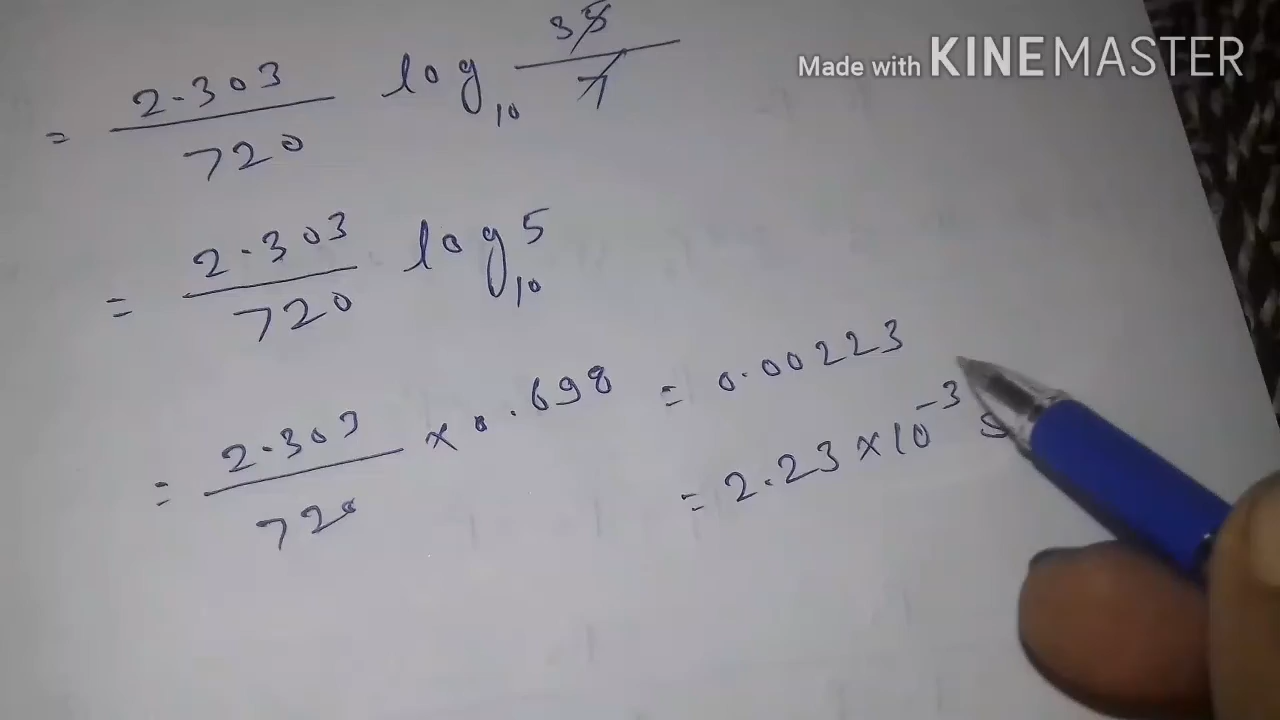 Made with KINEMASTER
= 2.303/720 log10 35/7
= 2.303/720 log10 5
= 2.303/720 × 0.698 = 0.00223
= 2.23 × 10^-3 s